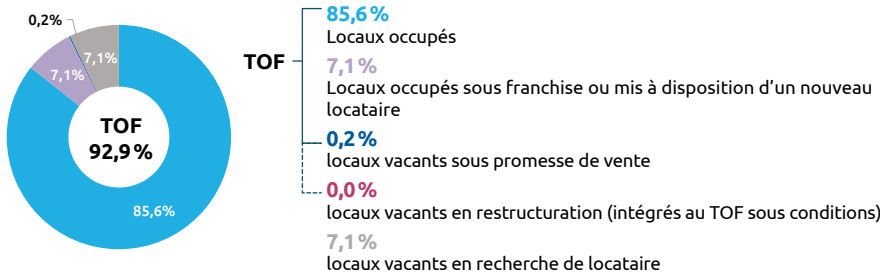 0,2%
7,1%
7,1%
TOF
92,9%
85,6%
TOF
85,6%
Locaux occupés
7,1%
Locaux occupés sous franchise ou mis à disposition d’un nouveau
locataire
0,2%
locaux vacants sous promesse de vente
0,0%
locaux vacants en restructuration (intégrés au TOF sous conditions)
7,1%
locaux vacants en recherche de locataire